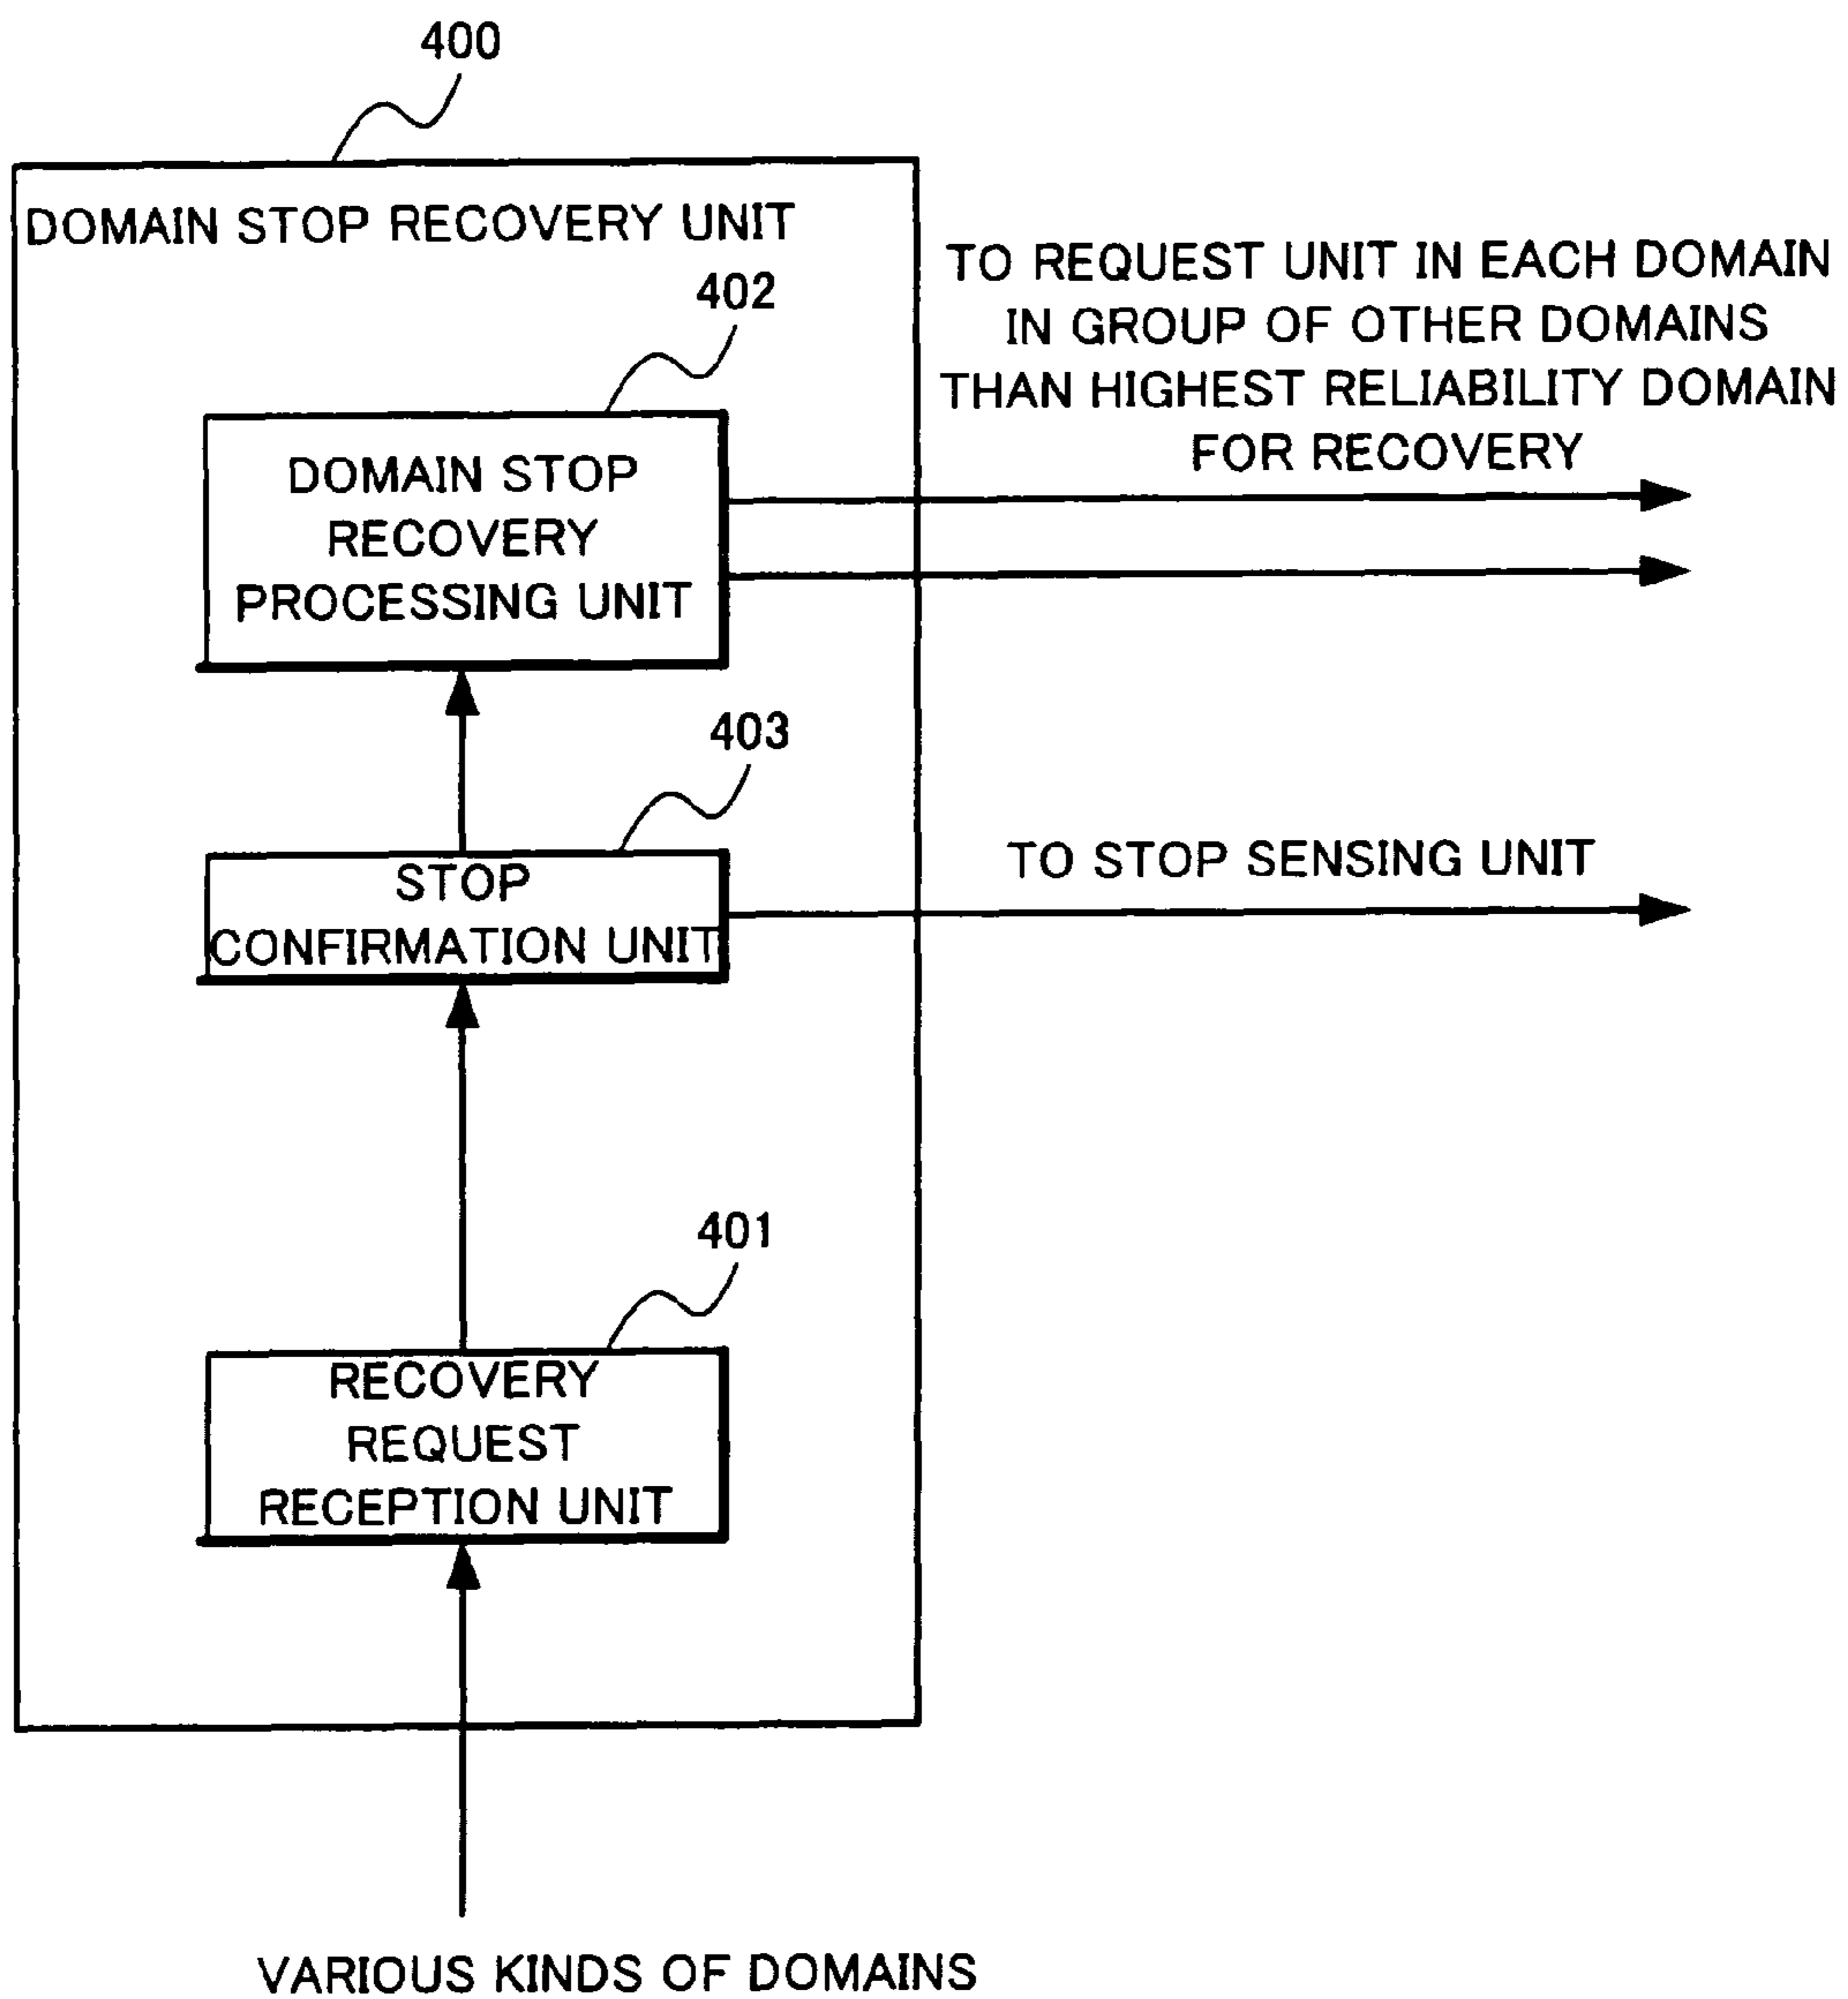 400
DOMAIN STOP RECOVERY UNIT
TO REQUEST UNIT IN EACH DOMAIN
IN GROUP OF OTHER DOMAINS
THAN HIGHEST RELIABILITY DOMAIN
FOR RECOVERY
402
DOMAIN STOP
RECOVERY
PROCESSING UNIT
403
STOP
CONFIRMATION UNIT
TO STOP SENSING UNIT
401
RECOVERY
REQUEST
RECEPTION UNIT
VARIOUS KINDS OF DOMAINS